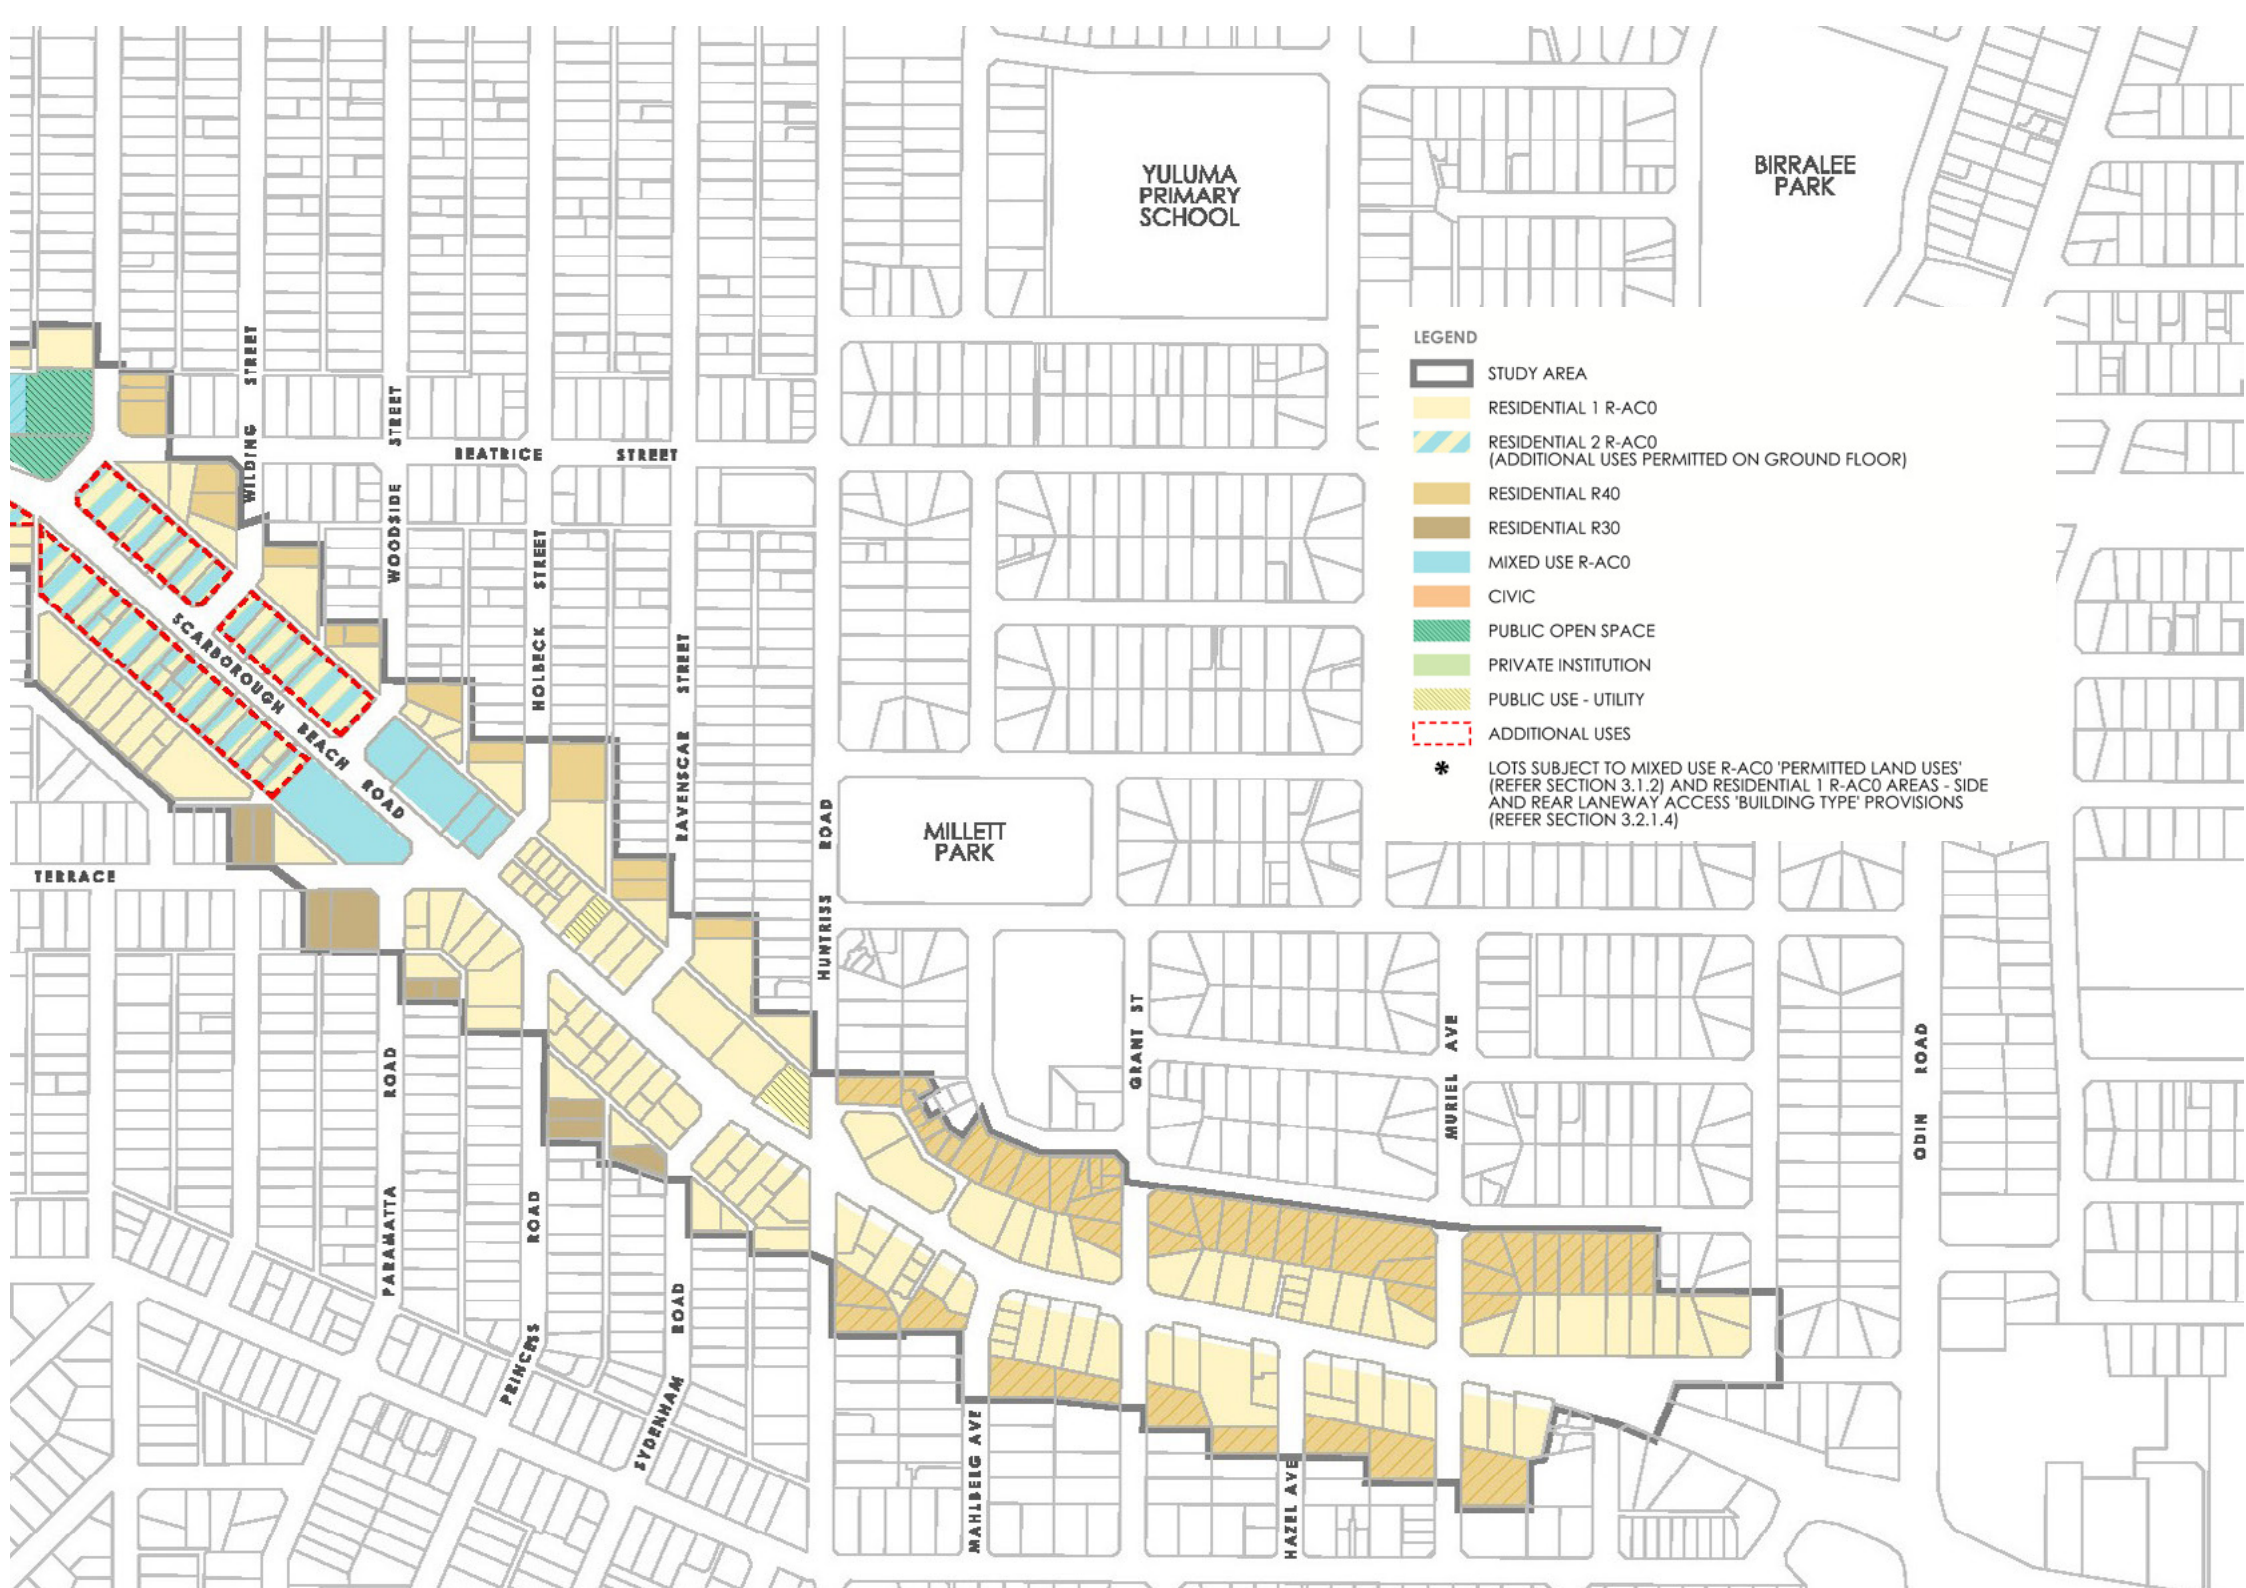 YULUMA
PRIMARY
SCHOOL
BIRRALEE
PARK
LEGEND
STUDY AREA
RESIDENTIAL 1 R-AC0
RESIDENTIAL 2 R-AC0
(ADDITIONAL USES PERMITTED ON GROUND FLOOR)
RESIDENTIAL R40
RESIDENTIAL R30
MIXED USE R-AC0
CIVIC
PUBLIC OPEN SPACE
PRIVATE INSTITUTION
PUBLIC USE - UTILITY
ADDITIONAL USES
* LOTS SUBJECT TO MIXED USE R-AC0 'PERMITTED LAND USES'
(REFER SECTION 3.1.2) AND RESIDENTIAL 1 R-AC0 AREAS - SIDE
AND REAR LANEWAY ACCESS 'BUILDING TYPE' PROVISIONS
(REFER SECTION 3.2.1.4)
WILDING STREET
WOODSIDE STREET
BEATRICE STREET
HOLBECK STREET
RAVENSCAR STREET
SCARBOROUGH BEACH ROAD
HUNTRISS ROAD
MILLETT
PARK
TERRACE
GRANT ST
MURIEL AVE
ODIN ROAD
PARAMATTA ROAD
PRINCESS ROAD
SYDENHAM ROAD
MAHLBERG AVE
HAZEL AVE